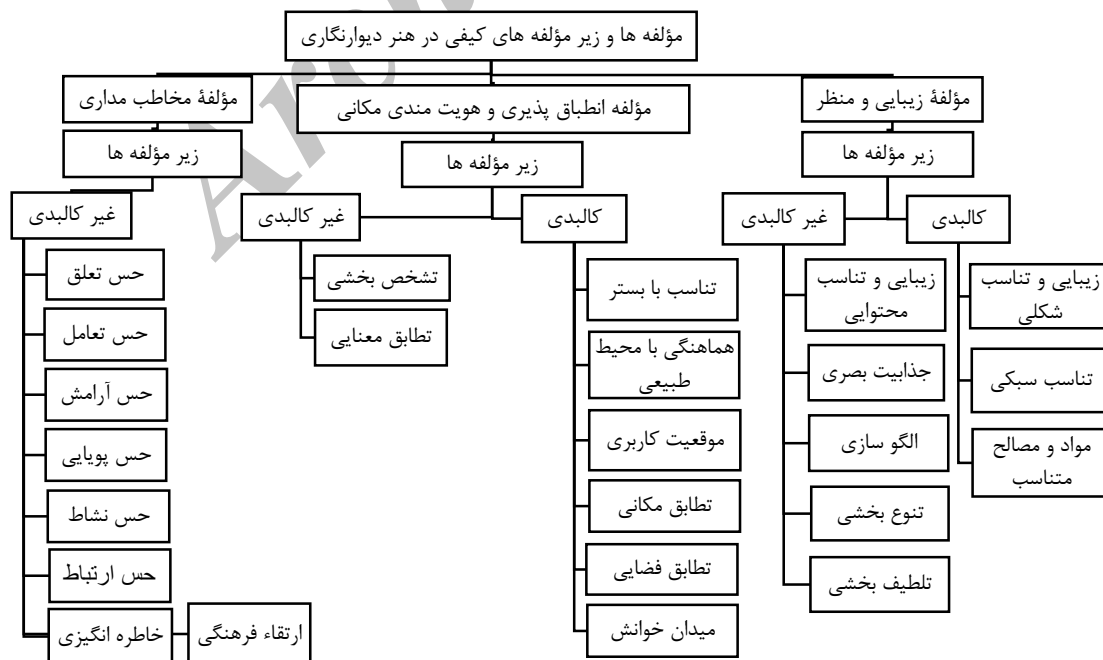 مؤلفه ها و زیر مؤلفه های کیفی در هنر دیوارنگاری
مؤلفۀ زیبایی و منظر
مؤلفه انطباق پذیری و هویت مندی مکانی
مؤلفۀ مخاطب مداری
زیر مؤلفه ها
زیر مؤلفه ها
زیر مؤلفه ها
کالبدی
غیر کالبدی
کالبدی
غیر کالبدی
غیر کالبدی
زیبایی و تناسب
شکلی
تناسب سبکی
مواد و مصالح
متناسب
زیبایی و تناسب
محتوایی
جذابیت بصری
الگو سازی
تنوع بخشی
تلطیف بخشی
تناسب با بستر
هماهنگی با محیط
طبیعی
موقعیت کاربری
تطابق مکانی
تطابق فضایی
میدان خوانش
تشخص بخشی
تطابق معنایی
حس تعلق
حس تعامل
حس آرامش
حس پویایی
حس نشاط
حس ارتباط
خاطره انگیزی
ارتقاء فرهنگی